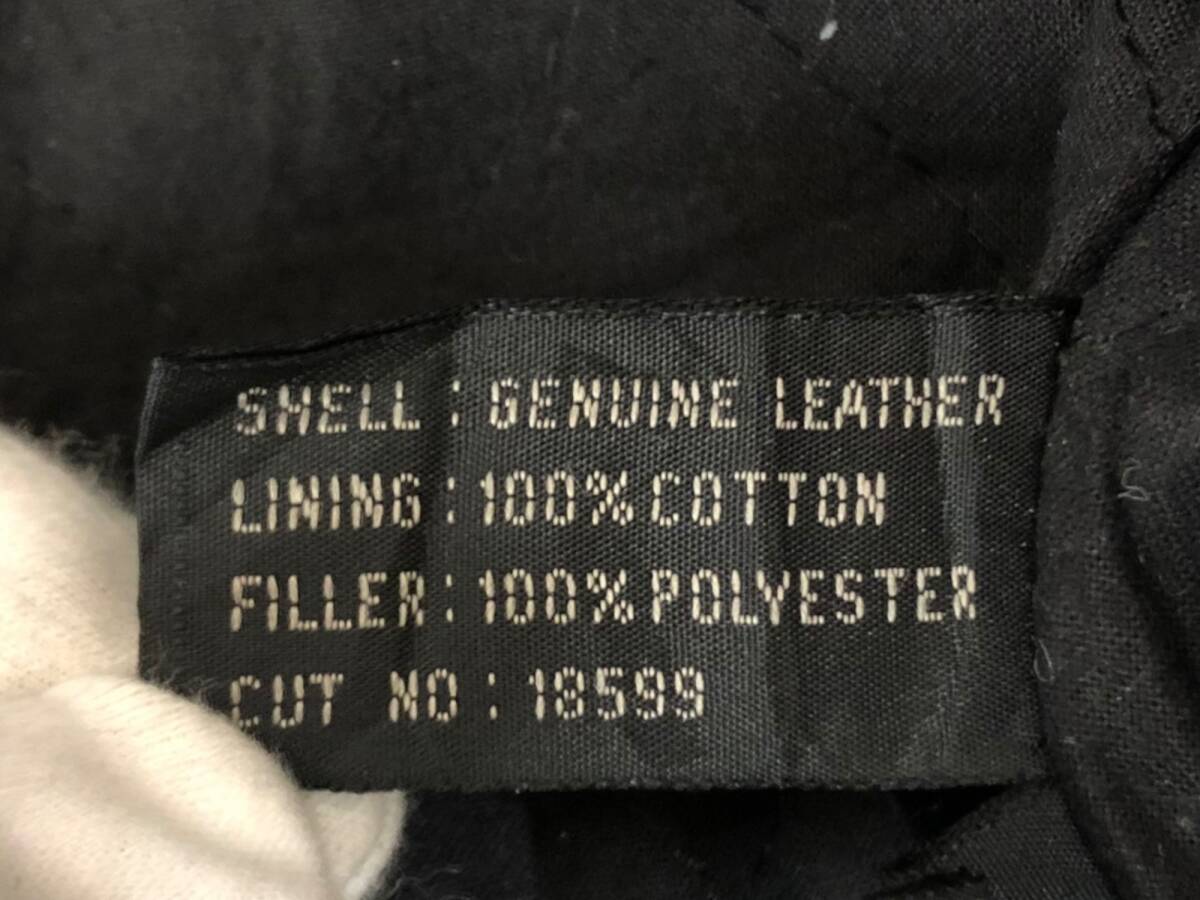 SHELL: GENUINE LEATHER
LINING: 100% COTTON
FILLER: 100% POLYESTER
CUT NO: 18599